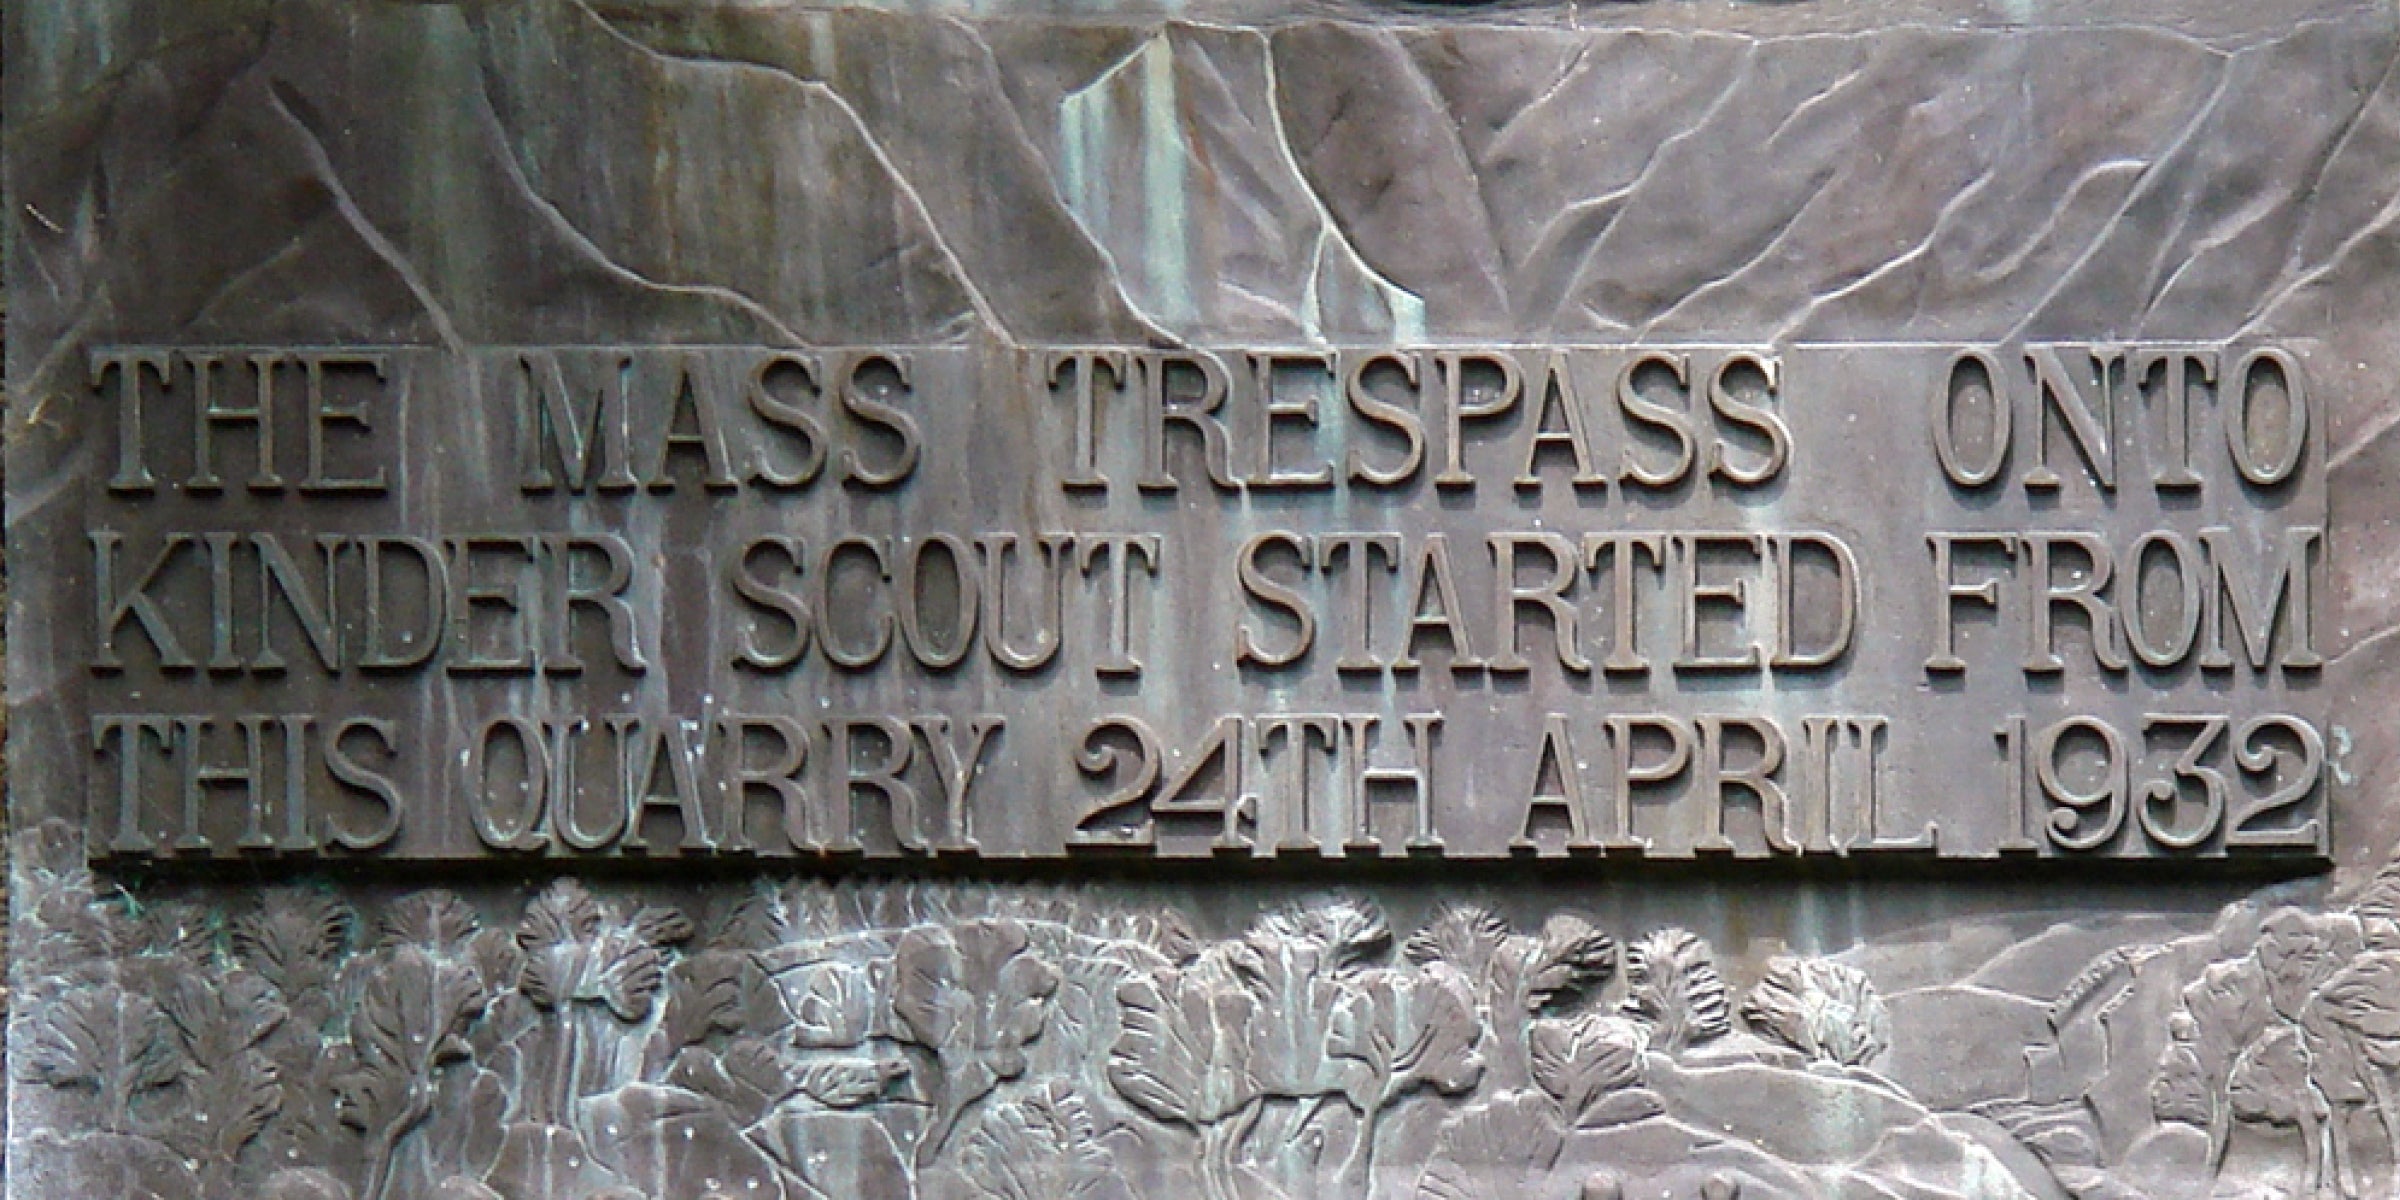 THE MASS TRESPASS ONTO
KINDER SCOUT STARTED FROM
THIS QUARRY 24TH APRIL 1932